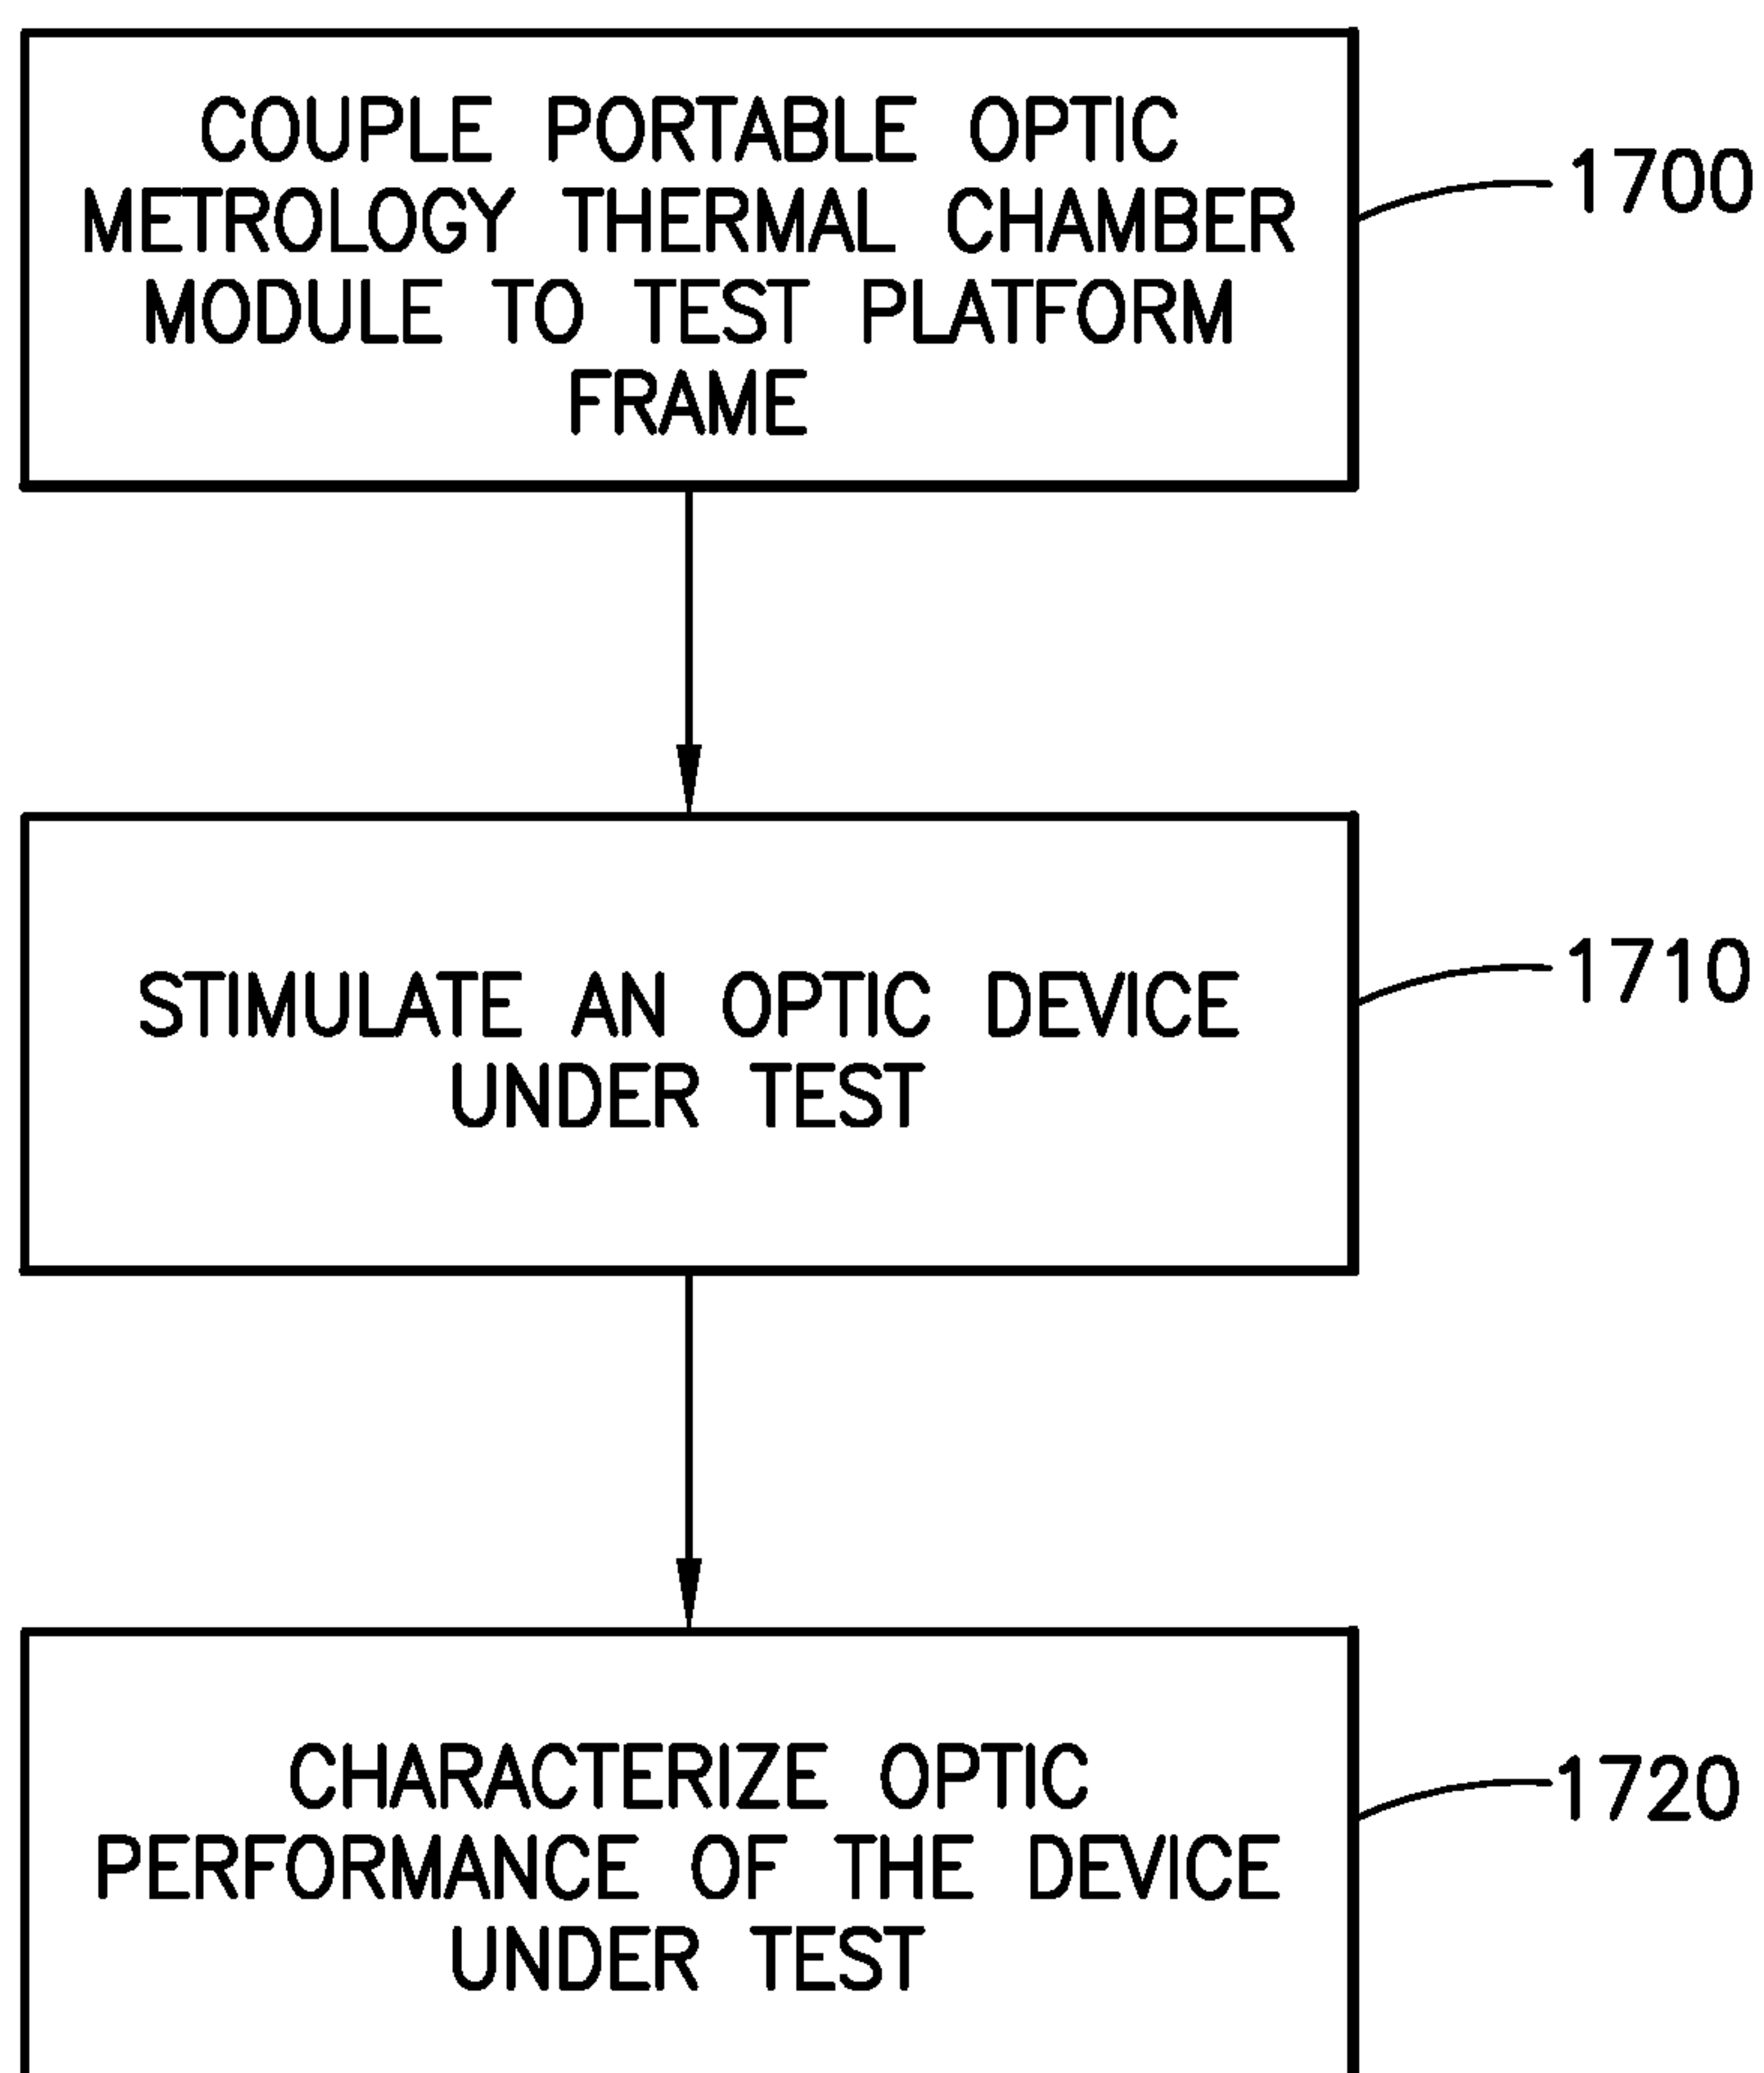 COUPLE PORTABLE OPTIC
METROLOGY THERMAL CHAMBER
MODULE TO TEST PLATFORM
FRAME
1700
STIMULATE AN OPTIC DEVICE
UNDER TEST
1710
CHARACTERIZE OPTIC
PERFORMANCE OF THE DEVICE
UNDER TEST
1720